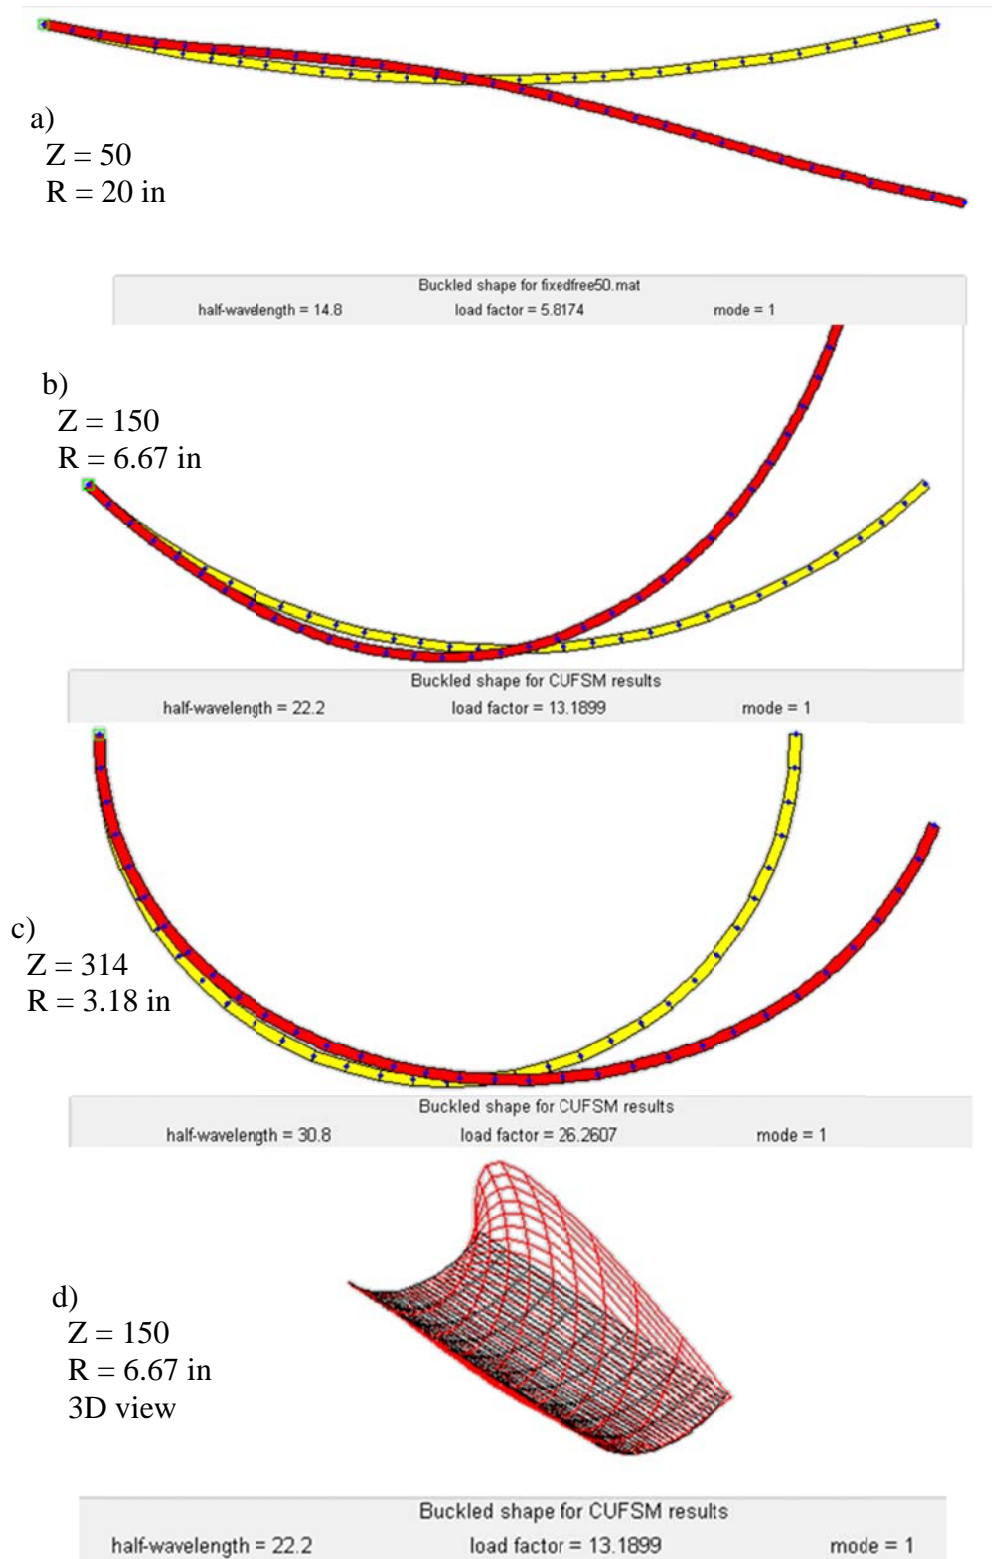 a)
Z = 50
R = 20 in
Buckled shape for fixedfree50.mat
half-wavelength = 14.8 load factor = 5.8174 mode = 1
b)
Z = 150
R = 6.67 in
Buckled shape for CUFSM results
half-wavelength = 22.2 load factor = 13.1899 mode = 1
c)
Z = 314
R = 3.18 in
Buckled shape for CUFSM results
half-wavelength = 30.8 load factor = 26.2607 mode = 1
d)
Z = 150
R = 6.67 in
3D view
Buckled shape for CUFSM results
half-wavelength = 22.2 load factor = 13.1899 mode = 1